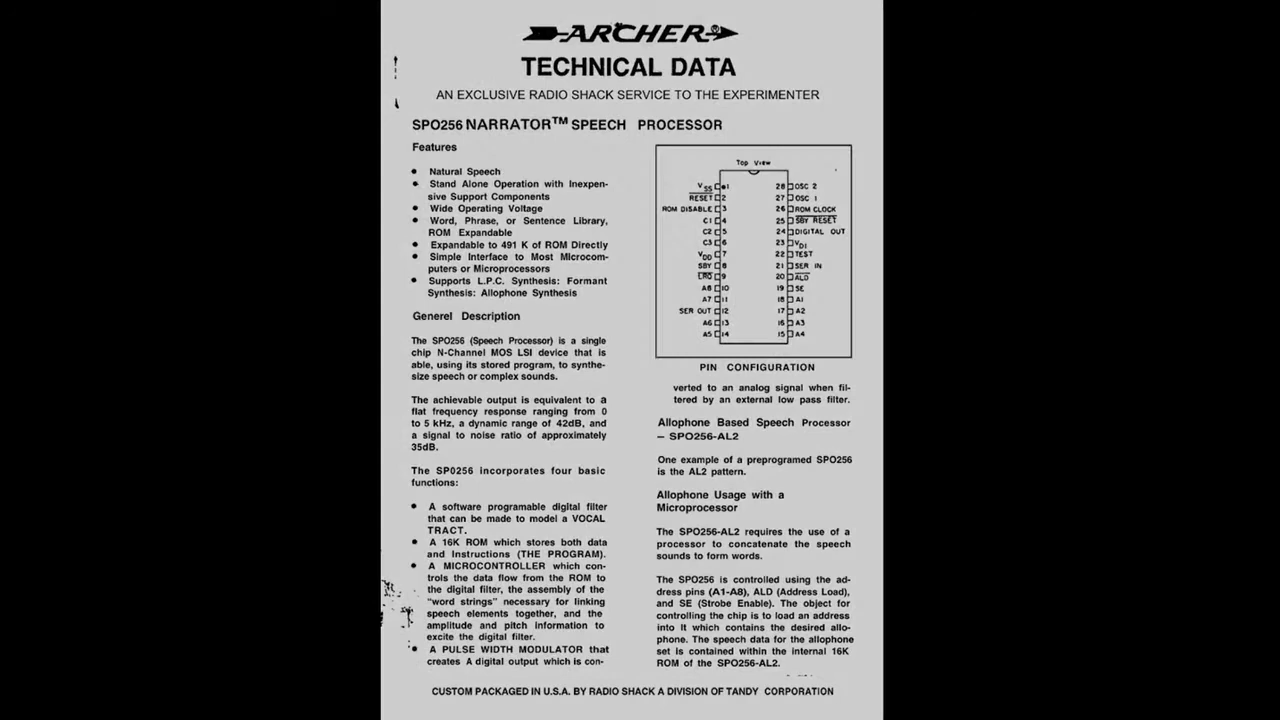 ARCHER
TECHNICAL DATA
AN EXCLUSIVE RADIO SHACK SERVICE TO THE EXPERIMENTER
SPO256 NARRATOR™ SPEECH PROCESSOR
Features
• Natural Speech
• Stand Alone Operation with Inexpen-
sive Support Components
• Wide Operating Voltage
• Word, Phrase, or Sentence Library,
ROM Expandable
• Expandable to 491 K of ROM Directly
• Simple Interface to Most Microcom-
puters or Microprocessors
• Supports L.P.C. Synthesis: Formant
Synthesis: Allophone Synthesis
Generel Description
The SPO256 (Speech Processor) is a single
chip N-Channel MOS LSI device that is
able, using its stored program, to synthe-
size speech or complex sounds.
The achievable output is equivalent to a
flat frequency response ranging from 0
to 5 kHz, a dynamic range of 42dB, and
a signal to noise ratio of approximately
35dB.
The SP0256 incorporates four basic
functions:
• A software programable digital filter
that can be made to model a VOCAL
TRACT.
• A 16K ROM which stores both data
and Instructions (THE PROGRAM).
• A MICROCONTROLLER which con-
trols the data flow from the ROM to
the digital filter, the assembly of the
"word strings" necessary for linking
speech elements together, and the
amplitude and pitch information to
excite the digital filter.
• A PULSE WIDTH MODULATOR that
creates A digital output which is con-
Top View
VSS 1 28 OSC 2
RESET 2 27 OSC 1
ROM DISABLE 3 26 ROM CLOCK
C1 4 25 SBY RESET
C2 5 24 DIGITAL OUT
C3 6 23 VDI
VDD 7 22 TEST
SBY 8 21 SER IN
LRQ 9 20 ALD
A8 10 19 SE
A7 11 18 A1
SER OUT 12 17 A2
A6 13 16 A3
A5 14 15 A4
PIN CONFIGURATION
verted to an analog signal when fil-
tered by an external low pass filter.
Allophone Based Speech Processor
– SPO256-AL2
One example of a preprogramed SPO256
is the AL2 pattern.
Allophone Usage with a
Microprocessor
The SPO256-AL2 requires the use of a
processor to concatenate the speech
sounds to form words.
The SPO256 is controlled using the ad-
dress pins (A1-A8), ALD (Address Load),
and SE (Strobe Enable). The object for
controlling the chip is to load an address
into It which contains the desired allo-
phone. The speech data for the allophone
set is contained within the internal 16K
ROM of the SPO256-AL2.
CUSTOM PACKAGED IN U.S.A. BY RADIO SHACK A DIVISION OF TANDY CORPORATION